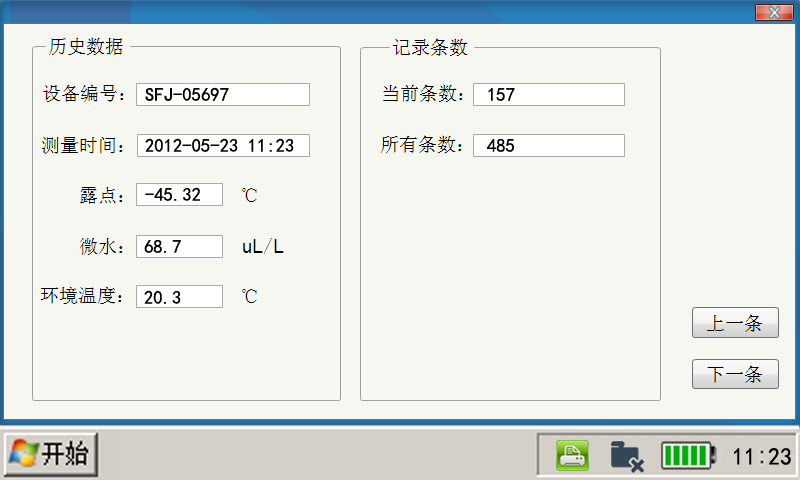 历史数据
设备编号： SFJ-05697
测量时间： 2012-05-23 11:23
露点： -45.32 ℃
微水： 68.7 uL/L
环境温度： 20.3 ℃
记录条数
当前条数： 157
所有条数： 485
上一条
下一条
开始
11:23